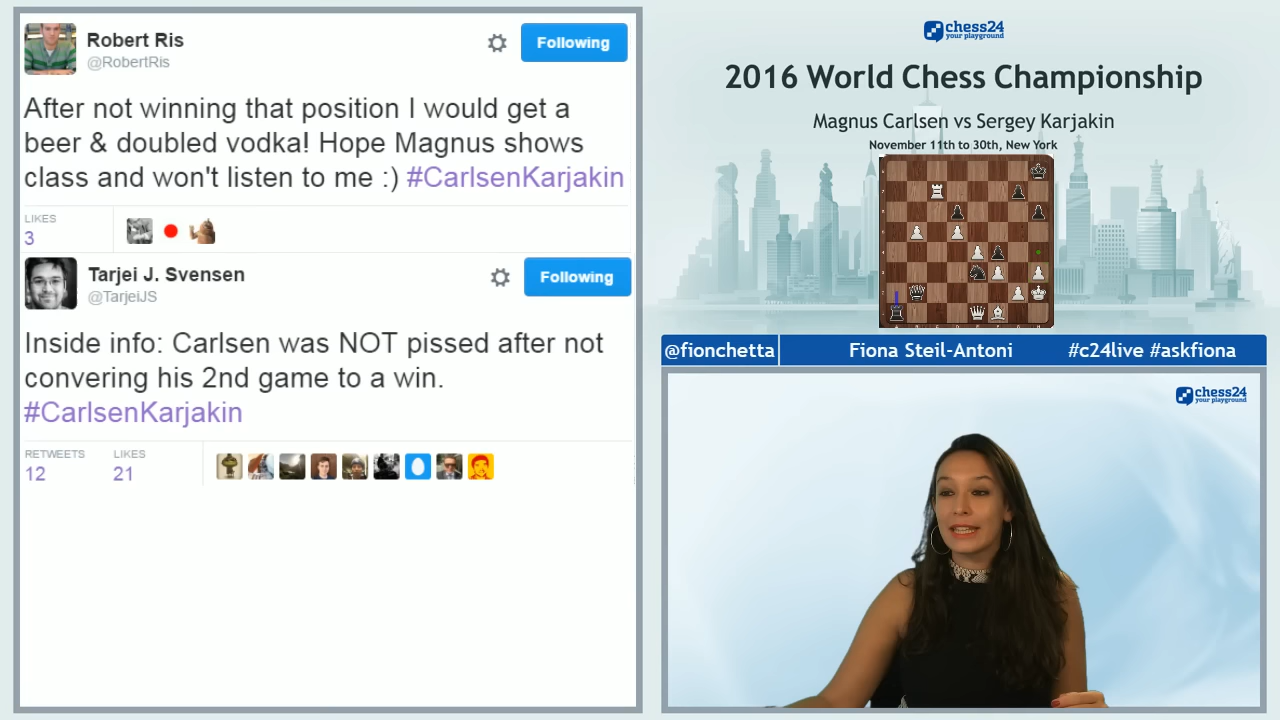 Robert Ris
@RobertRis
Following
After not winning that position I would get a
beer & doubled vodka! Hope Magnus shows
class and won't listen to me :) #CarlsenKarjakin
LIKES
3
Tarjei J. Svensen
@TarjeiJS
Following
Inside info: Carlsen was NOT pissed after not
convering his 2nd game to a win.
#CarlsenKarjakin
RETWEETS LIKES
12 21
chess24
your playground
2016 World Chess Championship
Magnus Carlsen vs Sergey Karjakin
November 11th to 30th, New York
@fionchetta Fiona Steil-Antoni #c24live #askfiona
chess24
your playground